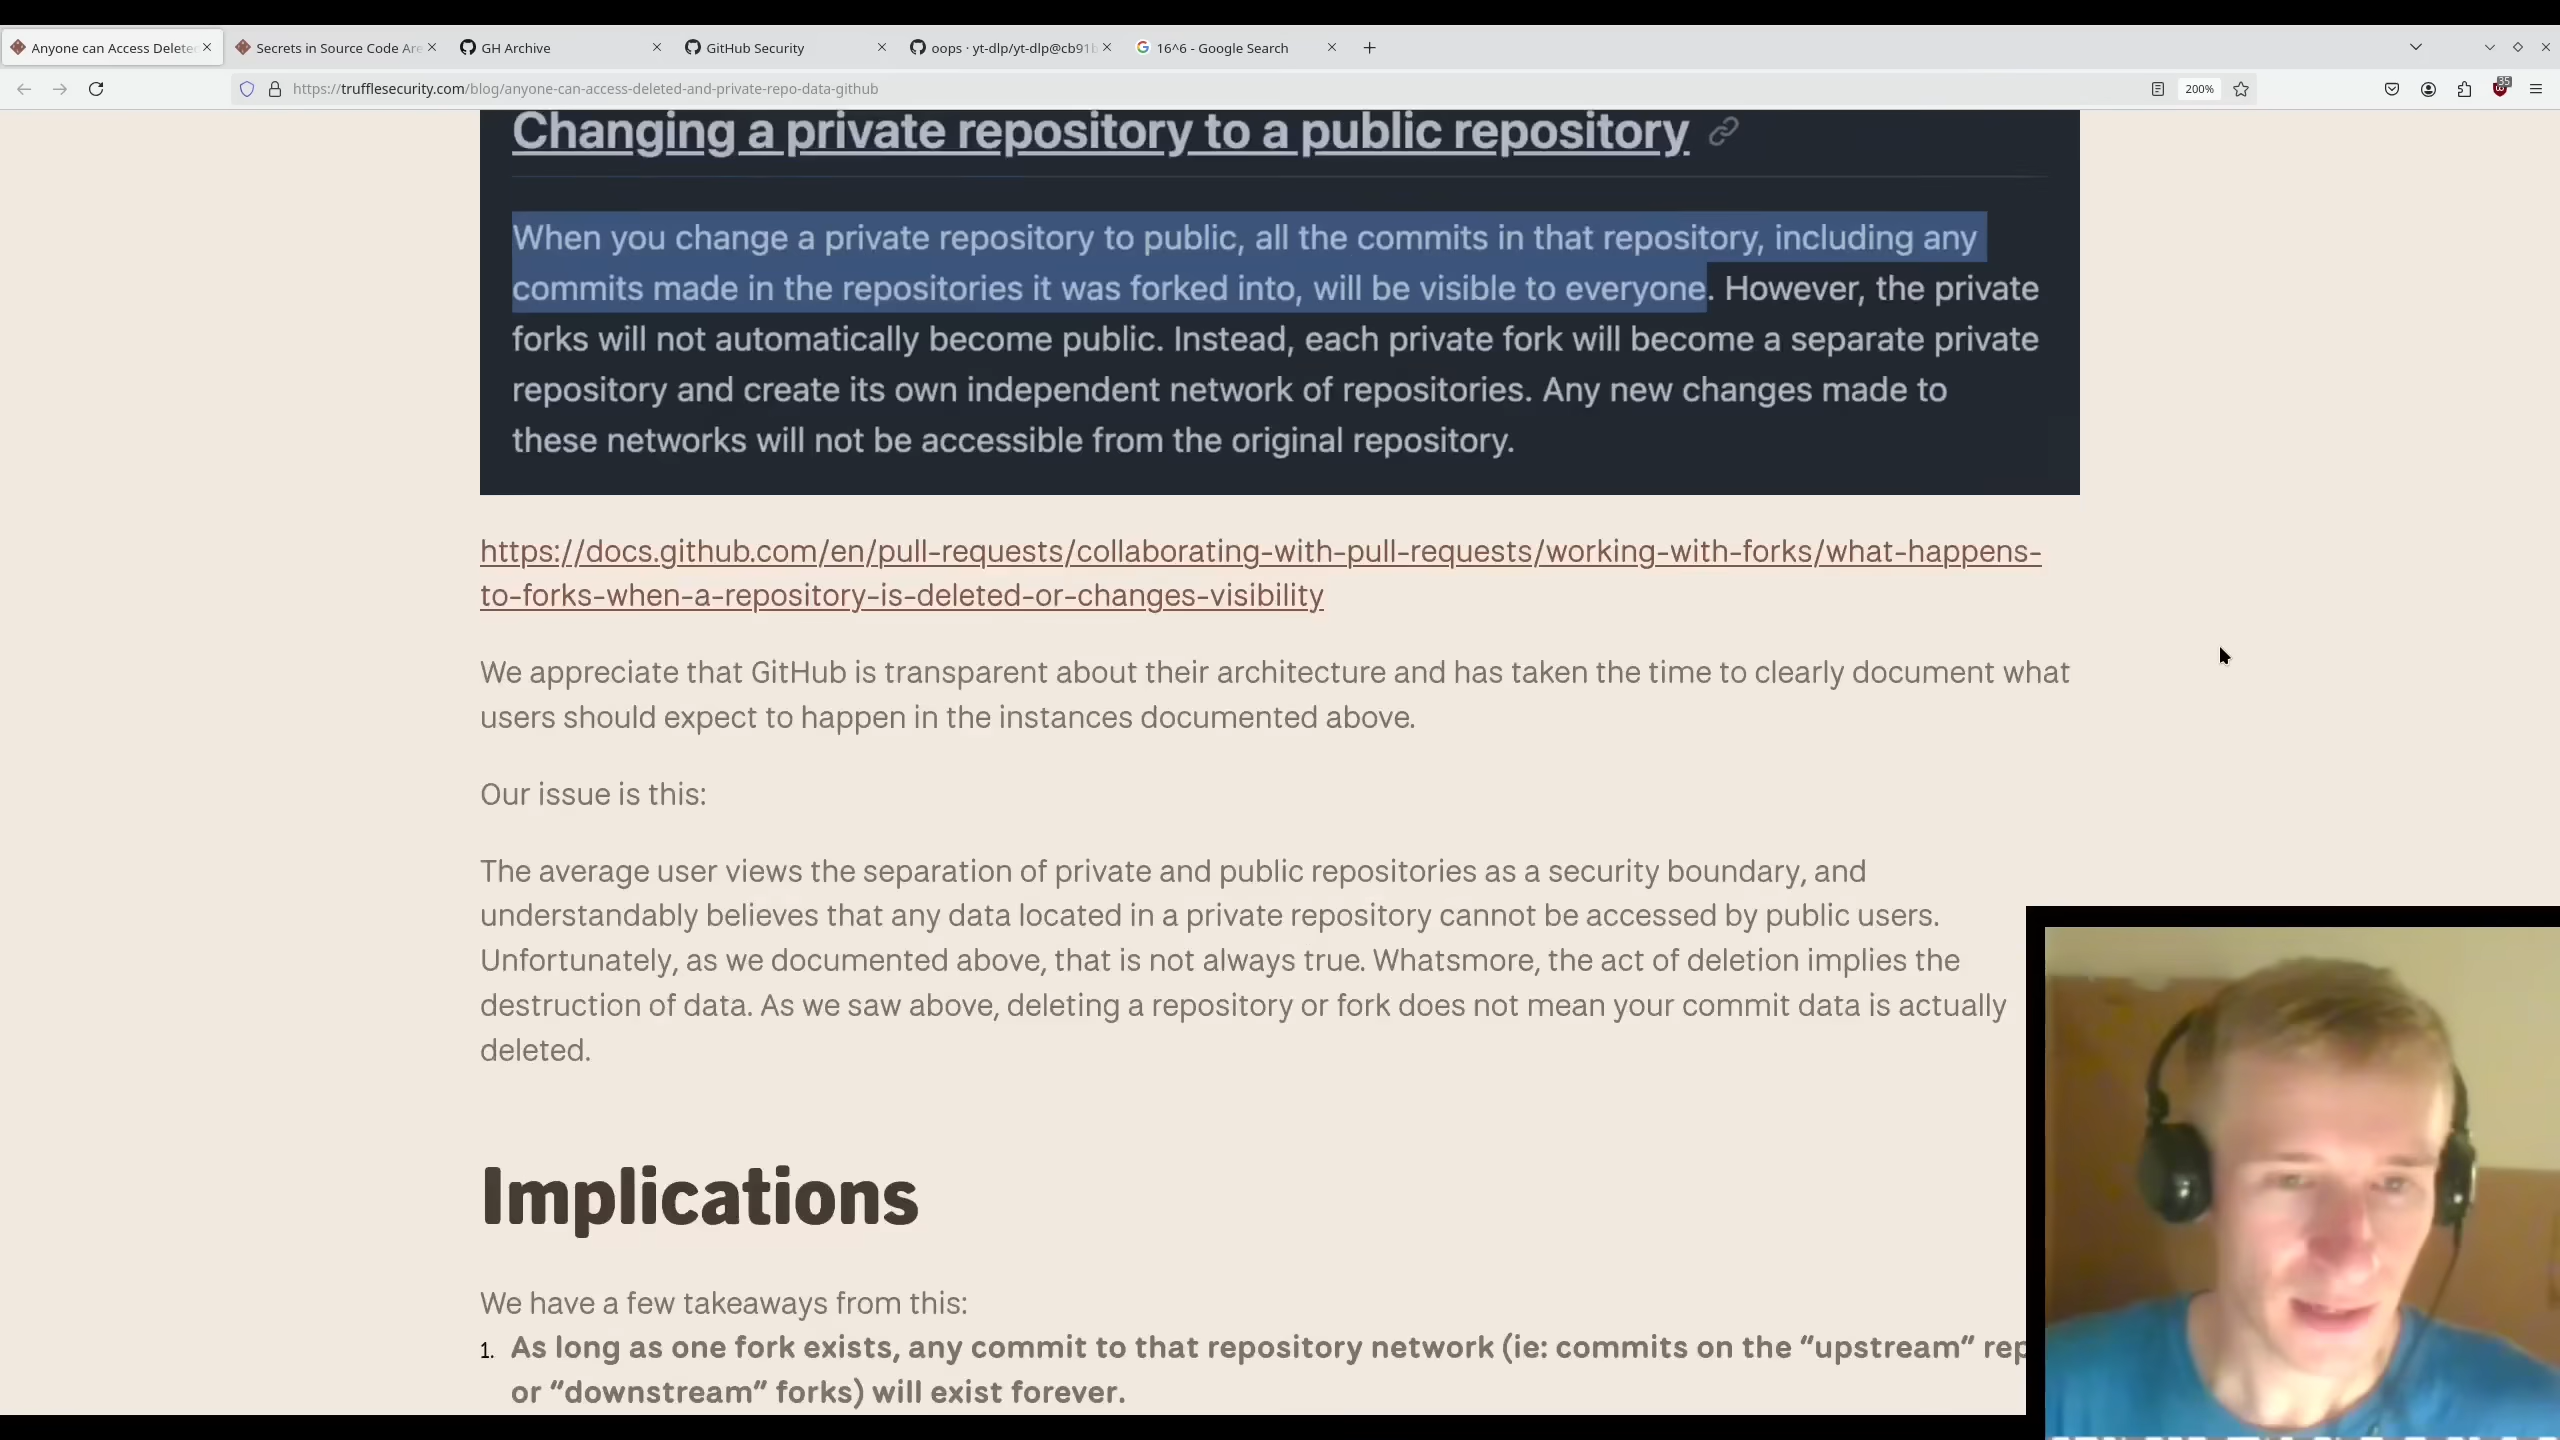 Anyone can Access Delete
Secrets in Source Code Are
GH Archive
GitHub Security
oops · yt-dlp/yt-dlp@cb91b
16^6 - Google Search
https://trufflesecurity.com/blog/anyone-can-access-deleted-and-private-repo-data-github
200%
35
Changing a private repository to a public repository
When you change a private repository to public, all the commits in that repository, including any
commits made in the repositories it was forked into, will be visible to everyone. However, the private
forks will not automatically become public. Instead, each private fork will become a separate private
repository and create its own independent network of repositories. Any new changes made to
these networks will not be accessible from the original repository.
https://docs.github.com/en/pull-requests/collaborating-with-pull-requests/working-with-forks/what-happens-
to-forks-when-a-repository-is-deleted-or-changes-visibility
We appreciate that GitHub is transparent about their architecture and has taken the time to clearly document what
users should expect to happen in the instances documented above.
Our issue is this:
The average user views the separation of private and public repositories as a security boundary, and
understandably believes that any data located in a private repository cannot be accessed by public users.
Unfortunately, as we documented above, that is not always true. Whatsmore, the act of deletion implies the
destruction of data. As we saw above, deleting a repository or fork does not mean your commit data is actually
deleted.
Implications
We have a few takeaways from this:
1. As long as one fork exists, any commit to that repository network (ie: commits on the “upstream” rep
or “downstream” forks) will exist forever.